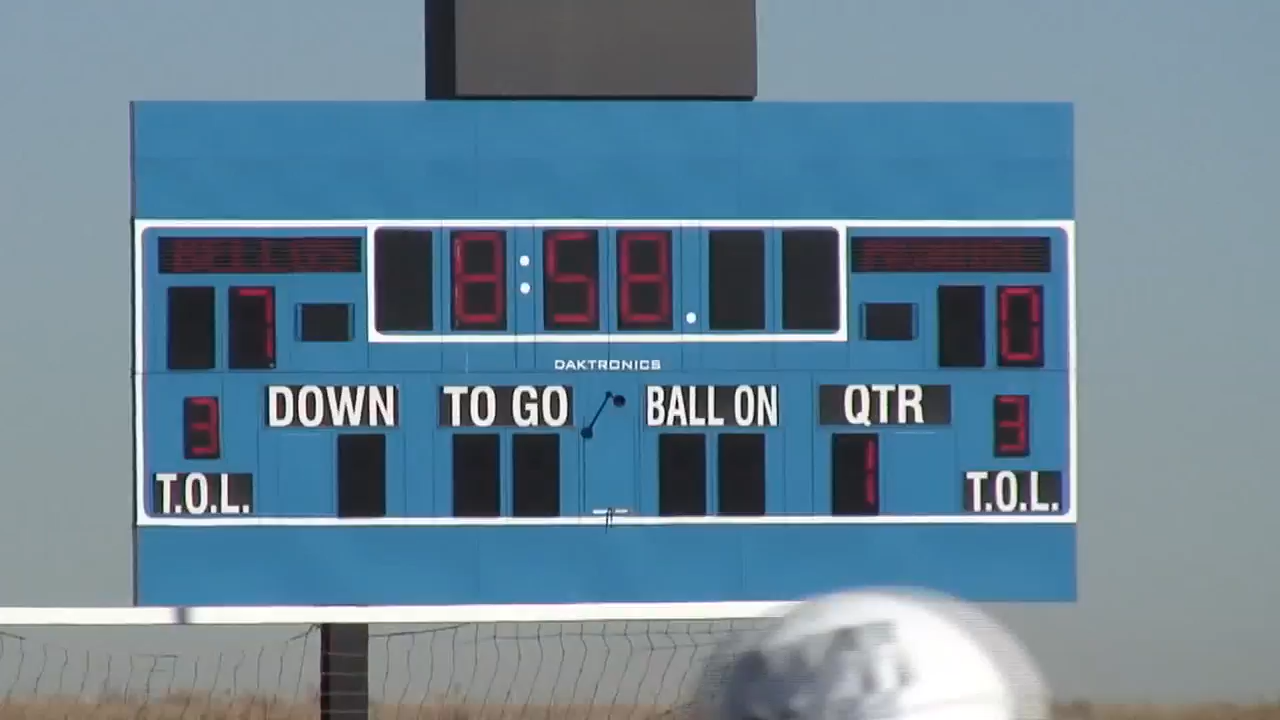 8:58.
7
0
DAKTRONICS
DOWN TO GO BALL ON QTR
3 3
1
T.O.L. T.O.L.